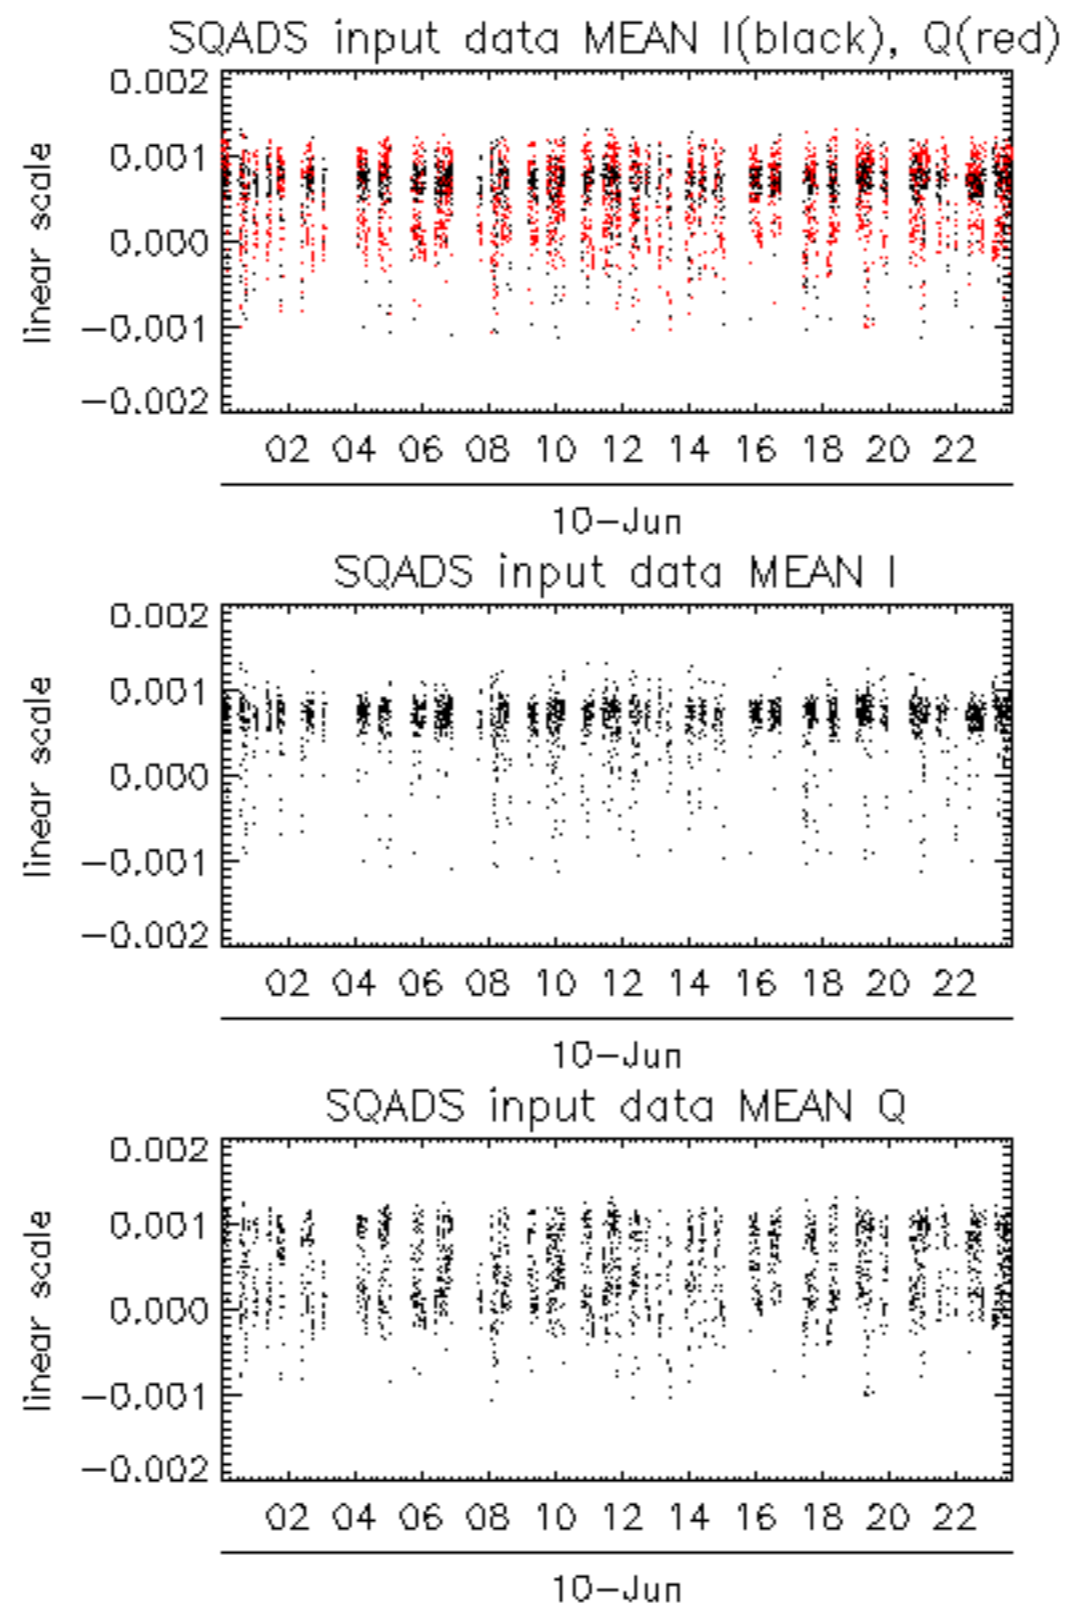 SQADS input data MEAN I(black), Q(red)
0.002
0.001
0.000
−0.001
−0.002
linear scale
02 04 06 08 10 12 14 16 18 20 22
10−Jun
SQADS input data MEAN I
0.002
0.001
0.000
−0.001
−0.002
linear scale
02 04 06 08 10 12 14 16 18 20 22
10−Jun
SQADS input data MEAN Q
0.002
0.001
0.000
−0.001
−0.002
linear scale
02 04 06 08 10 12 14 16 18 20 22
10−Jun